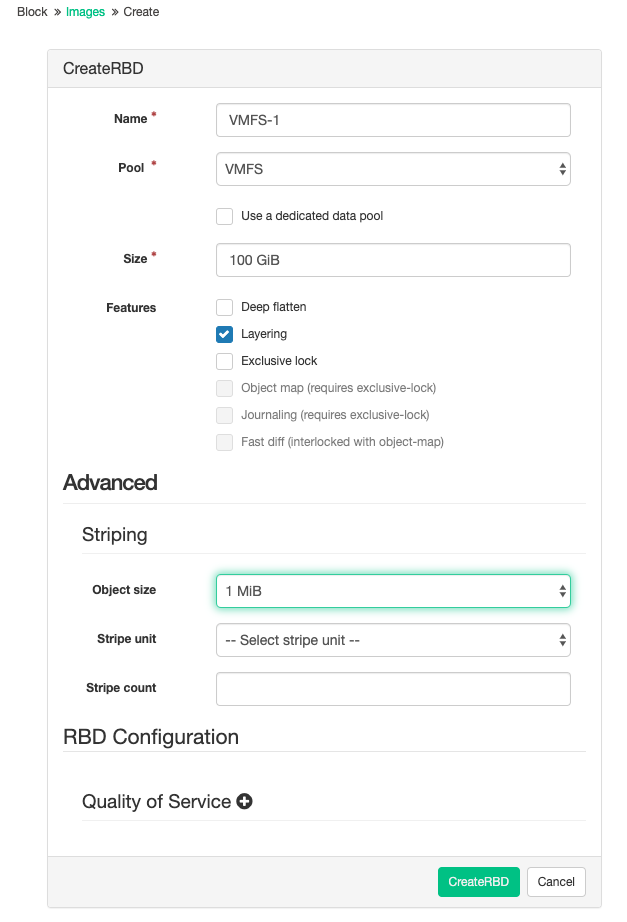 Block » Images » Create
CreateRBD
Name *
VMFS-1
Pool *
VMFS
Use a dedicated data pool
Size *
100 GiB
Features
Deep flatten
Layering
Exclusive lock
Object map (requires exclusive-lock)
Journaling (requires exclusive-lock)
Fast diff (interlocked with object-map)
Advanced
Striping
Object size
1 MiB
Stripe unit
-- Select stripe unit --
Stripe count
RBD Configuration
Quality of Service
CreateRBD
Cancel